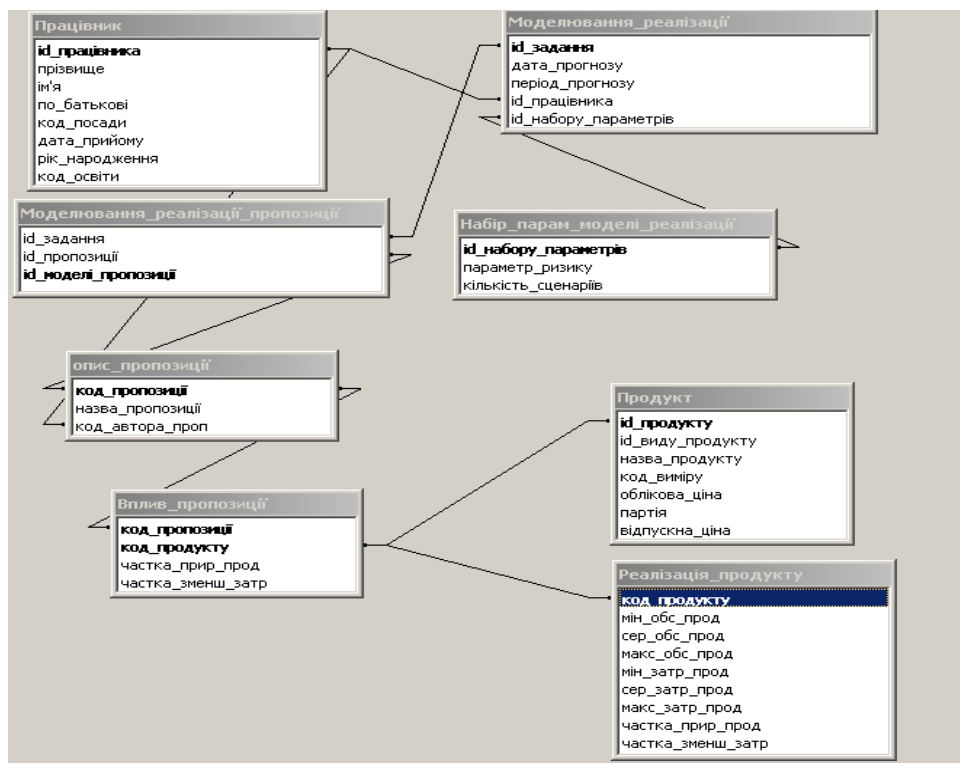 Працівник
id_працівника
прізвище
ім'я
по_батькові
код_посади
дата_прийому
рік_народження
код_освіти
Моделювання_реалізації
id_задання
дата_прогнозу
період_прогнозу
id_працівника
id_набору_параметрів
Моделювання_реалізації_пропозиції
id_задання
id_пропозиції
id_моделі_пропозиції
Набір_парам_моделі_реалізації
id_набору_параметрів
параметр_ризику
кількість_сценаріїв
опис_пропозиції
код_пропозиції
назва_пропозиції
код_автора_проп
Продукт
id_продукту
id_виду_продукту
назва_продукту
код_виміру
облікова_ціна
партія
відпускна_ціна
Вплив_пропозиції
код_пропозиції
код_продукту
частка_прир_прод
частка_зменш_затр
Реалізація_продукту
код_продукту
мін_обс_прод
сер_обс_прод
макс_обс_прод
мін_затр_прод
сер_затр_прод
макс_затр_прод
частка_прир_прод
частка_зменш_затр